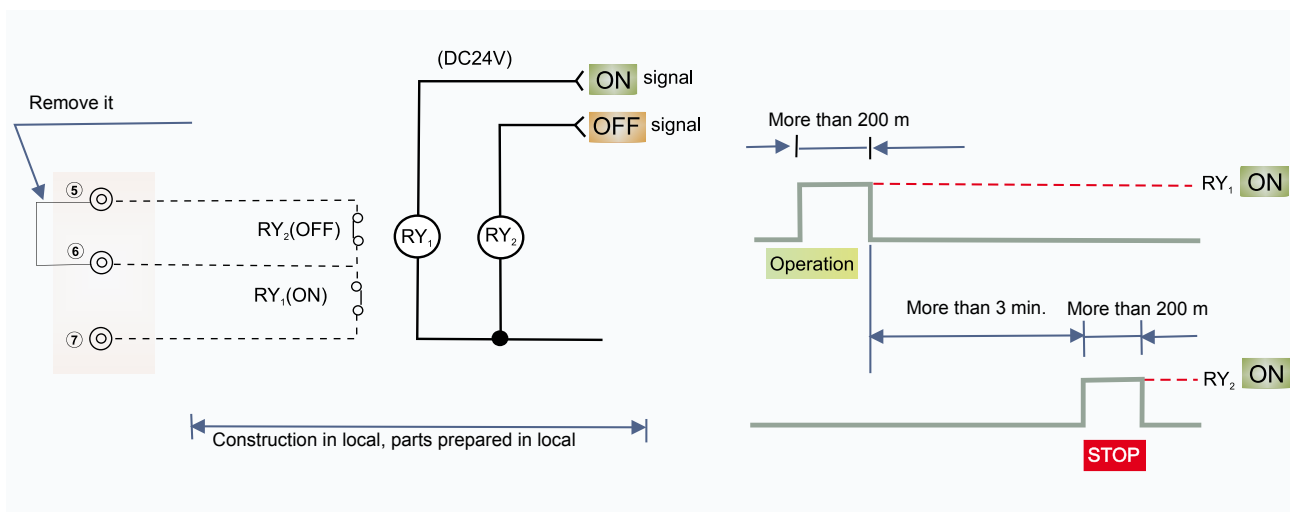 Remove it
⑤
⑥
⑦
RY₂(OFF)
RY₁(ON)
(DC24V)
ON signal
OFF signal
RY₁
RY₂
Construction in local, parts prepared in local
More than 200 m
RY₁ ON
Operation
More than 3 min.
More than 200 m
RY₂ ON
STOP